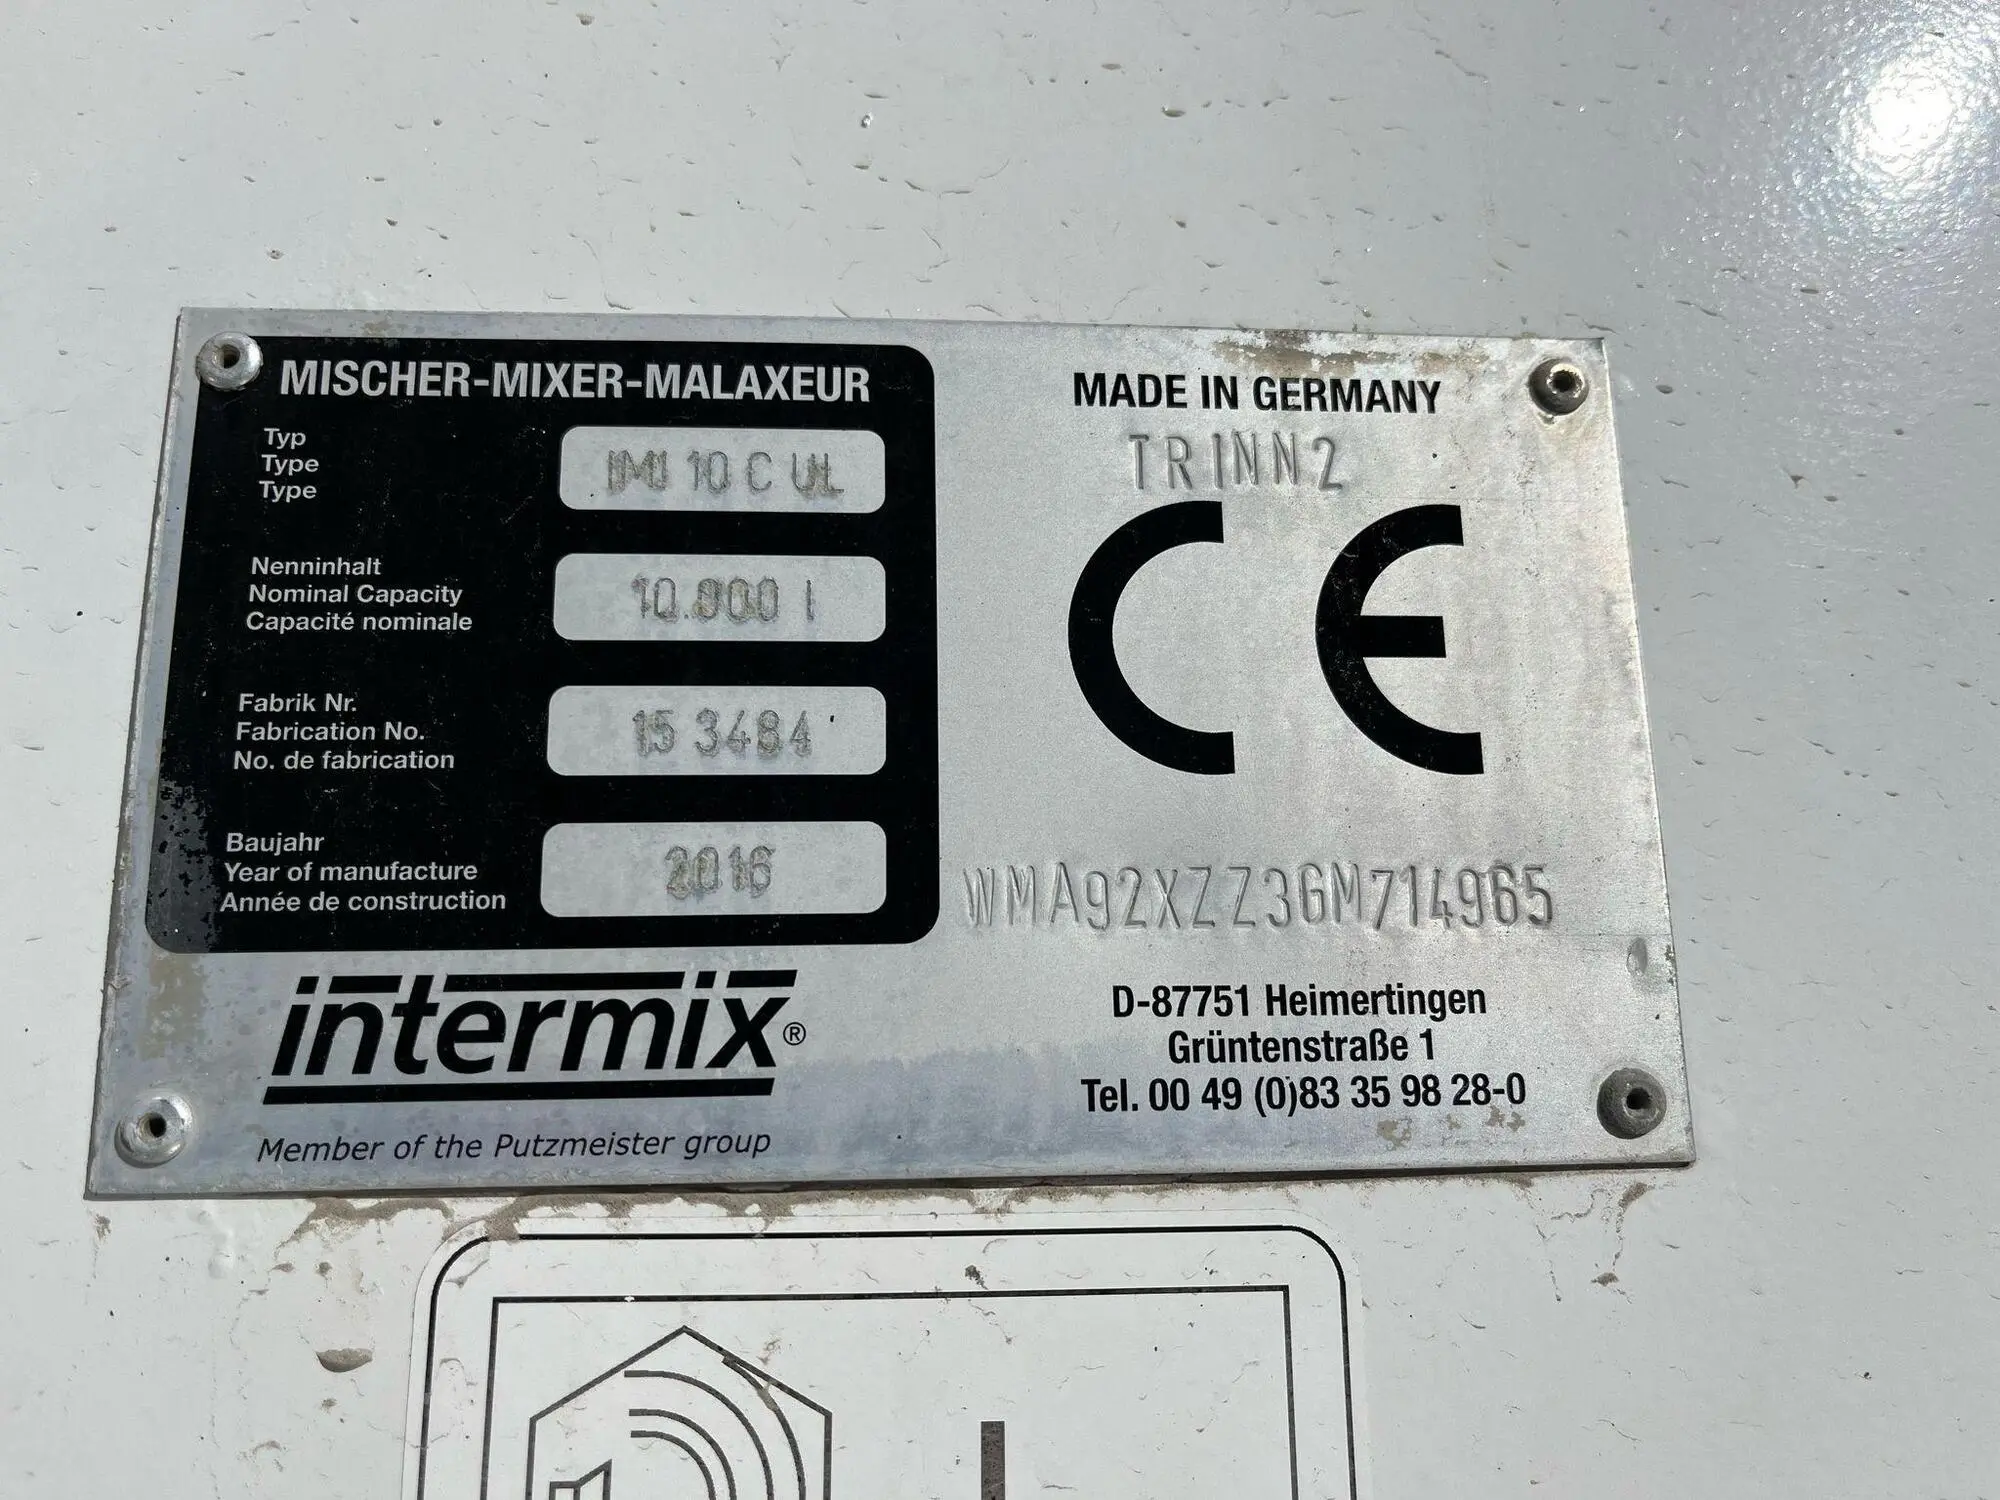 MISCHER-MIXER-MALAXEUR
Typ
Type
Type
IMI 10 C UL
Nenninhalt
Nominal Capacity
Capacité nominale
10.000 l
Fabrik Nr.
Fabrication No.
No. de fabrication
15 3484
Baujahr
Year of manufacture
Année de construction
2016
intermix®
Member of the Putzmeister group
MADE IN GERMANY
TRINN2
CE
WMA92XZZ3GM714965
D-87751 Heimertingen
Grüntenstraße 1
Tel. 00 49 (0)83 35 98 28-0